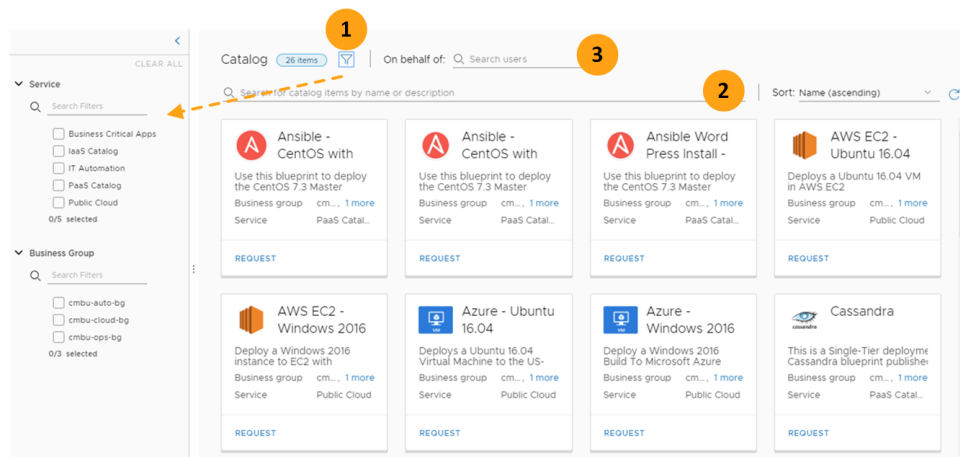 1
CLEAR ALL
Service
Search Filters
Business Critical Apps
IaaS Catalog
IT Automation
PaaS Catalog
Public Cloud
0/5 selected
Business Group
Search Filters
cmbu-auto-bg
cmbu-cloud-bg
cmbu-ops-bg
0/3 selected
Catalog 26 items On behalf of: Search users 3
Search for catalog items by name or description 2 Sort: Name (ascending)
Ansible -
CentOS with
Use this blueprint to deploy
the CentOS 7.3 Master
Business group cm..., 1 more
Service PaaS Catal...
REQUEST
Ansible -
CentOS with
Use this blueprint to deploy
the CentOS 7.3 Master
Business group cm..., 1 more
Service PaaS Catal...
REQUEST
Ansible Word
Press Install -
Use this blueprint to deploy
the CentOS 7.3 Master
Business group cm..., 1 more
Service PaaS Catal...
REQUEST
AWS EC2 -
Ubuntu 16.04
Deploys a Ubuntu 16.04 VM
in AWS EC2
Business group cm..., 1 more
Service Public Cloud
REQUEST
AWS EC2 -
Windows 2016
Deploy a Windows 2016
instance to EC2 with
Business group cm..., 1 more
Service Public Cloud
REQUEST
VM
Azure - Ubuntu
16.04
Deploys a Ubuntu 16.04
Virtual Machine to the US-
Business group cm..., 1 more
Service Public Cloud
REQUEST
VM
Azure -
Windows 2016
Deploy a Windows 2016
Build To Microsoft Azure
Business group cm..., 1 more
Service Public Cloud
REQUEST
cassandra
Cassandra
This is a Single-Tier deployme
Cassandra blueprint publishe
Business group cm..., 1 more
Service PaaS Catal...
REQUEST